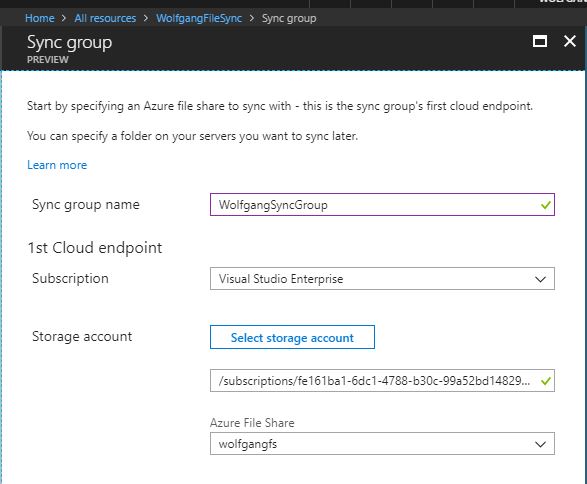 Home > All resources > WolfgangFileSync > Sync group
Sync group
PREVIEW
Start by specifying an Azure file share to sync with - this is the sync group's first cloud endpoint.
You can specify a folder on your servers you want to sync later.
Learn more
Sync group name
WolfgangSyncGroup
1st Cloud endpoint
Subscription
Visual Studio Enterprise
Storage account
Select storage account
/subscriptions/fe161ba1-6dc1-4788-b30c-99a52bd14829...
Azure File Share
wolfgangfs